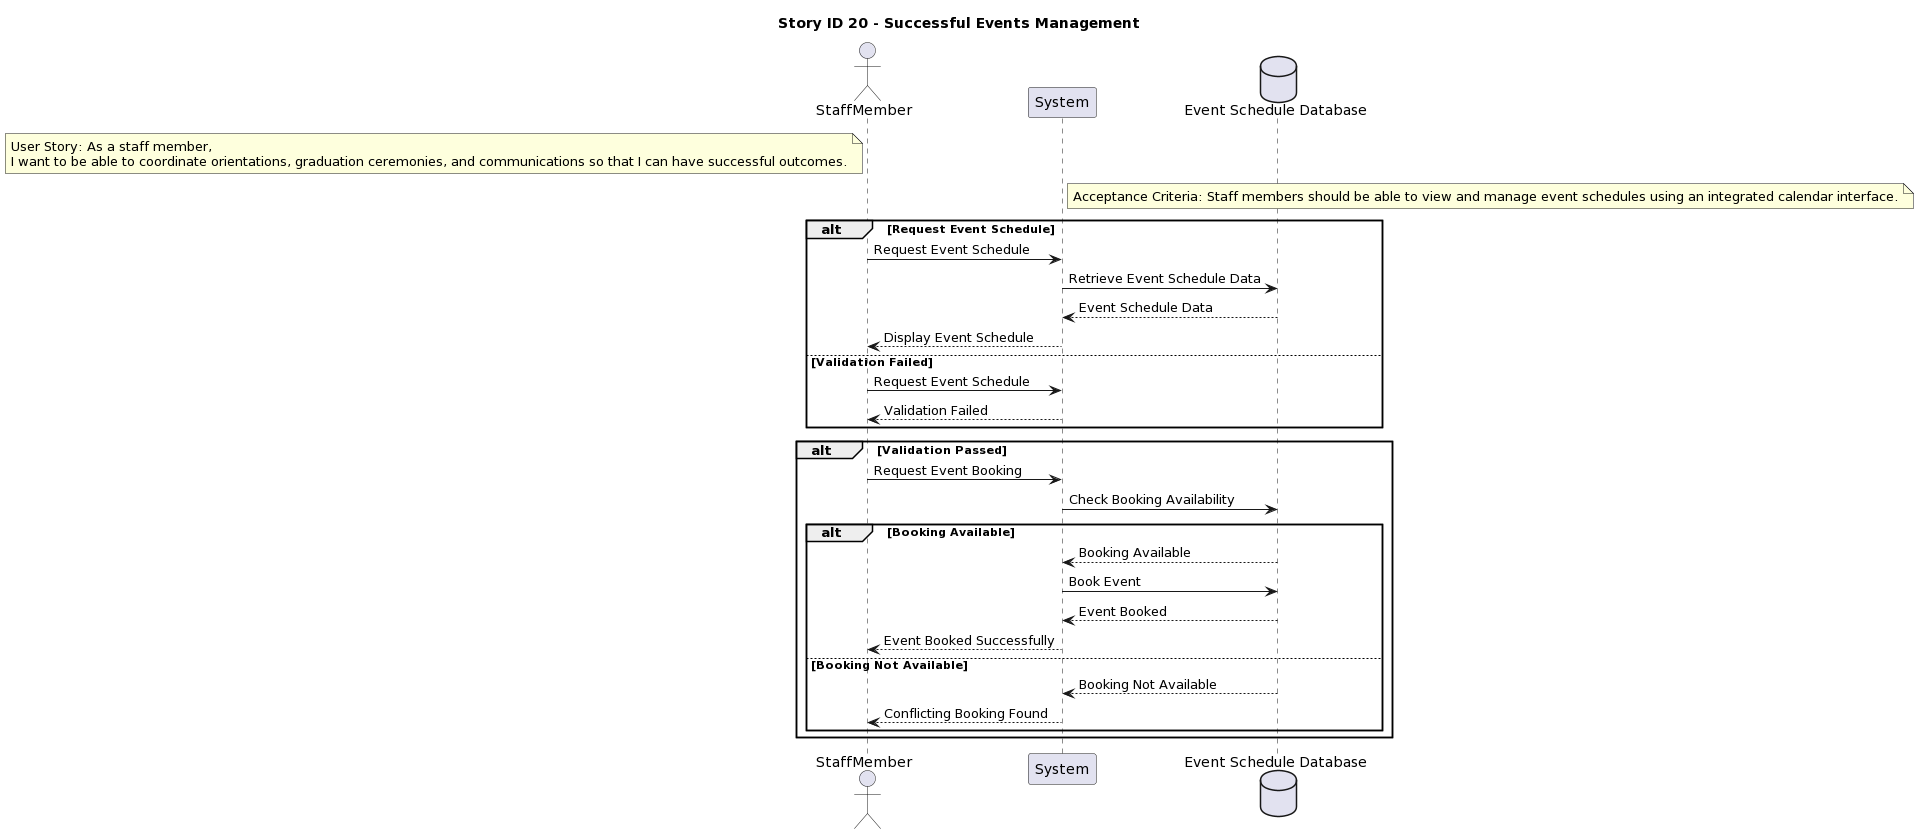 Story ID 20 - Successful Events Management
StaffMember
System
Event Schedule Database
User Story: As a staff member,
I want to be able to coordinate orientations, graduation ceremonies, and communications so that I can have successful outcomes.
Acceptance Criteria: Staff members should be able to view and manage event schedules using an integrated calendar interface.
alt [Request Event Schedule]
Request Event Schedule
Retrieve Event Schedule Data
Event Schedule Data
Display Event Schedule
[Validation Failed]
Request Event Schedule
Validation Failed
alt [Validation Passed]
Request Event Booking
Check Booking Availability
alt [Booking Available]
Booking Available
Book Event
Event Booked
Event Booked Successfully
[Booking Not Available]
Booking Not Available
Conflicting Booking Found
StaffMember
System
Event Schedule Database